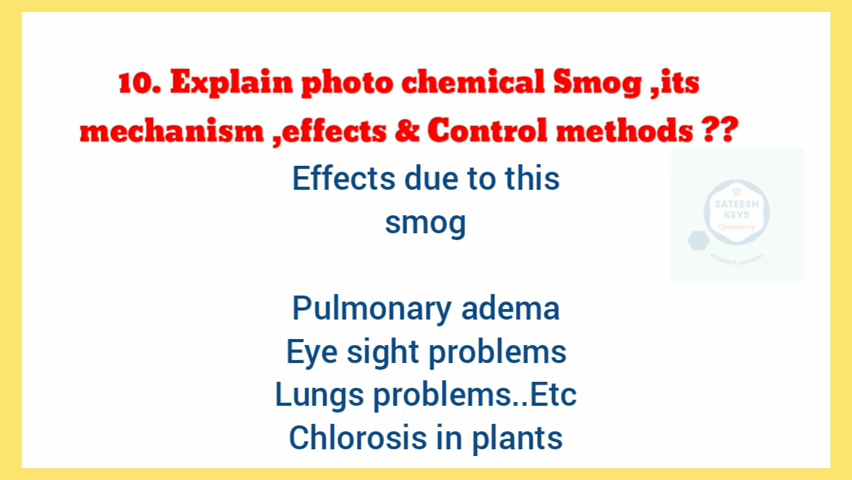 10. Explain photo chemical Smog ,its
mechanism ,effects & Control methods ??
Effects due to this
smog
SATEESH
KEYS
Chemistry
Pulmonary adema
Eye sight problems
Lungs problems..Etc
Chlorosis in plants